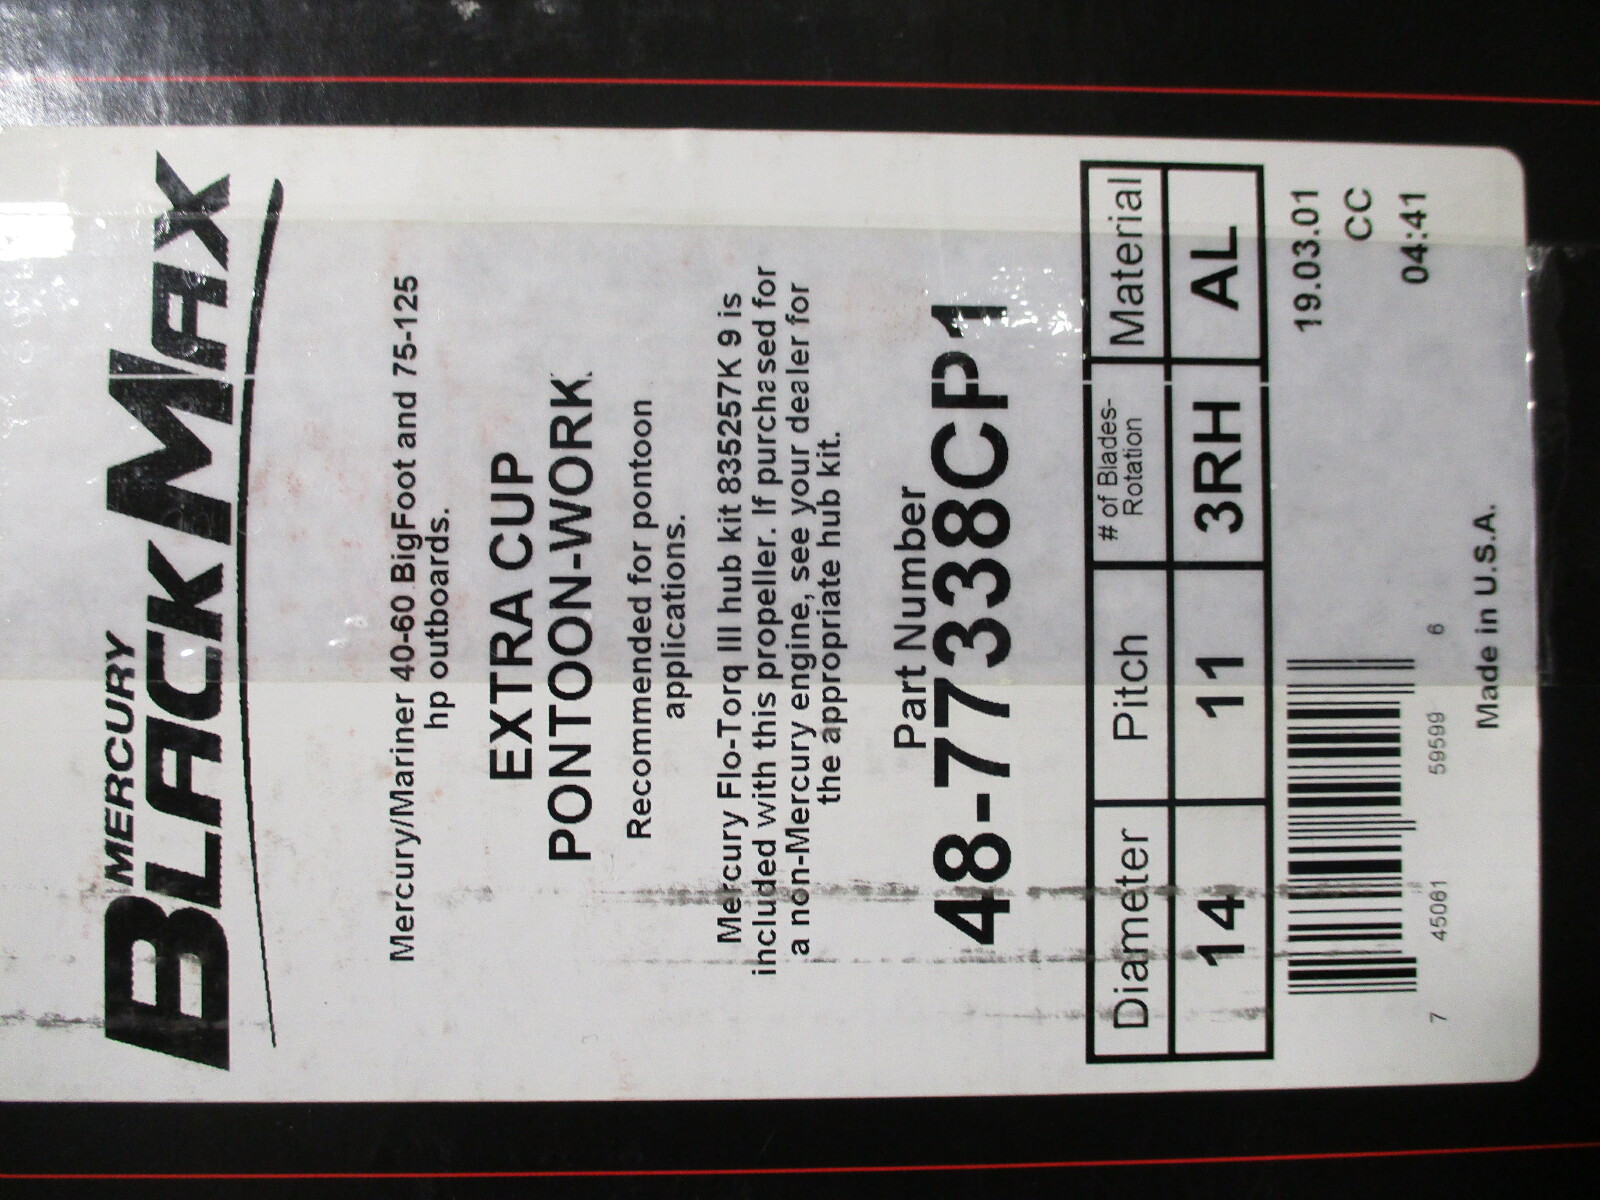 MERCURY
BLACK MAX
Mercury/Mariner 40-60 BigFoot and 75-125
hp outboards.
EXTRA CUP
PONTOON-WORK
Recommended for pontoon
applications.
Mercury Flo-Torq III hub kit 835257K 9 is
included with this propeller. If purchased for
a non-Mercury engine, see your dealer for
the appropriate hub kit.
Part Number
48-77338CP1
Diameter Pitch # of Blades-Rotation Material
14 11 3RH AL
19.03.01
CC
04:41
7 45061 59599 6
Made in U.S.A.